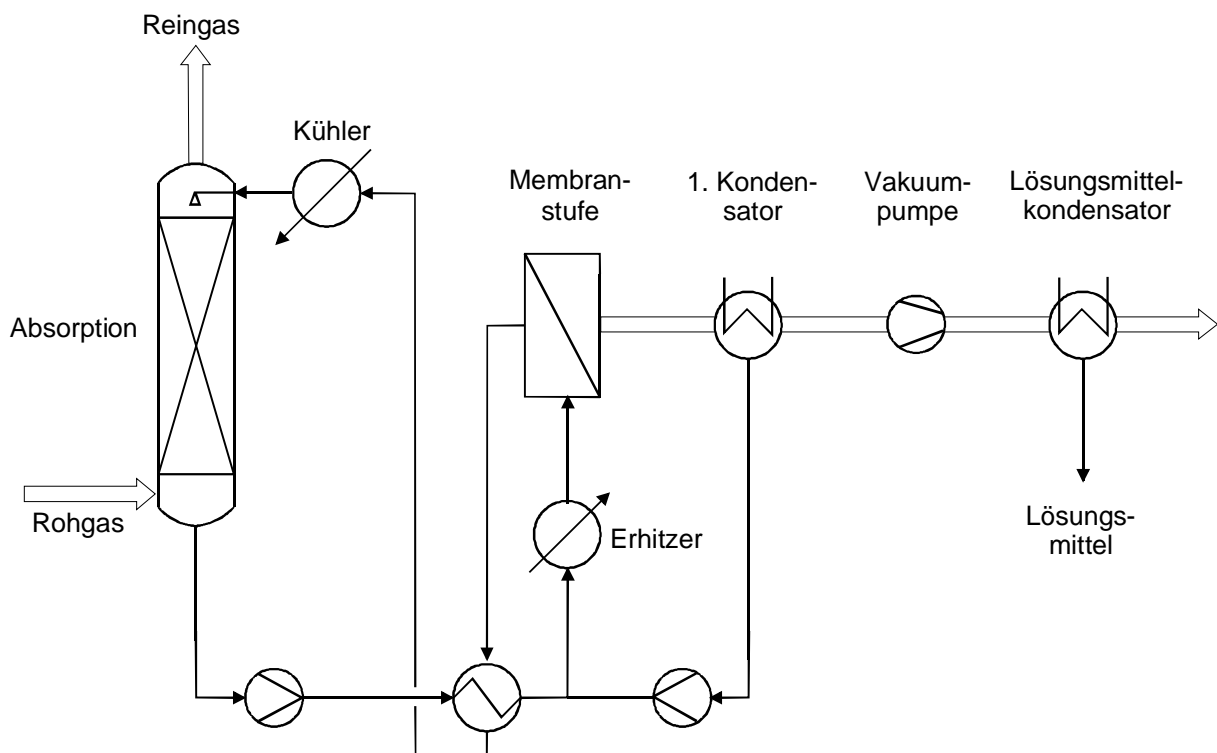 Reingas
Kühler
Membran-
stufe
1. Konden-
sator
Vakuum-
pumpe
Lösungsmittel-
kondensator
Absorption
Rohgas
Erhitzer
Lösungs-
mittel